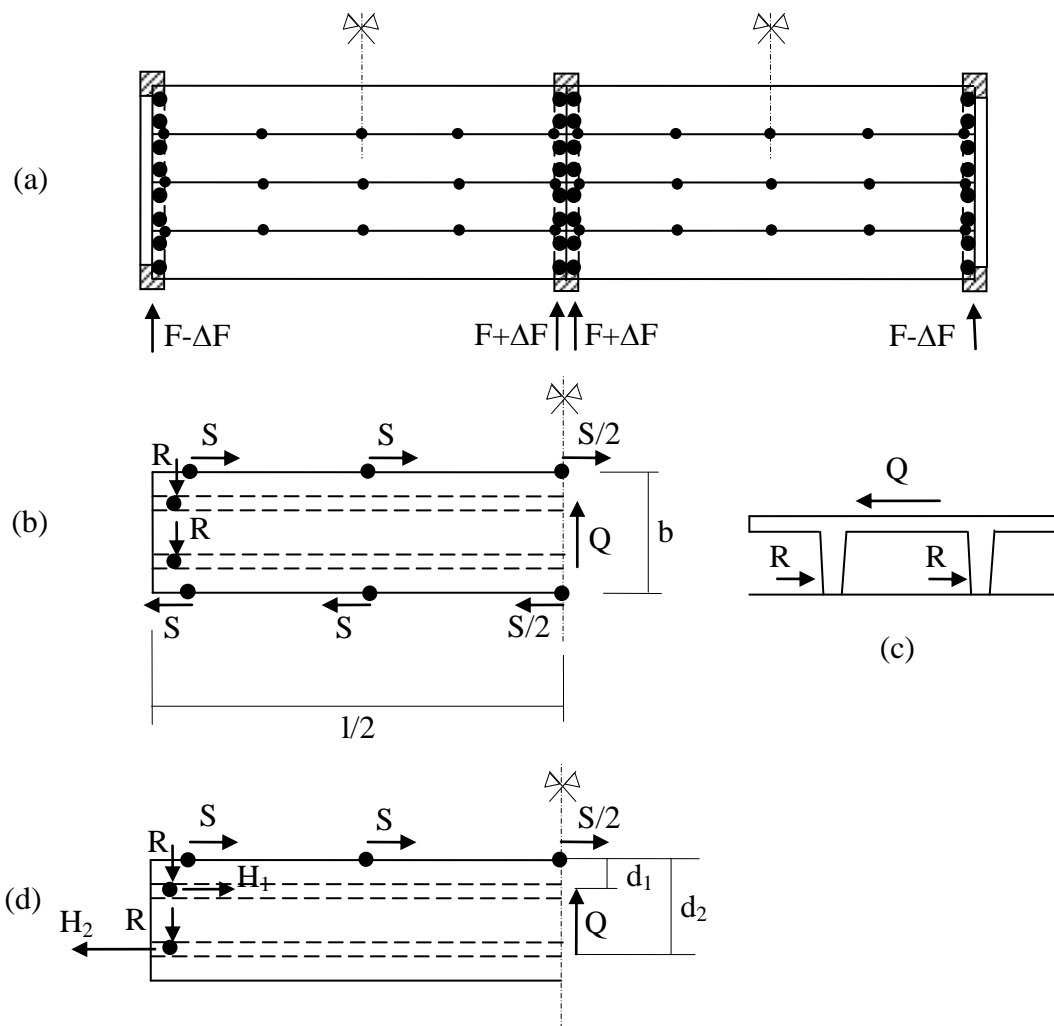 (a)
F-ΔF F+ΔF F+ΔF F-ΔF
S S S/2
R
(b)
R Q b
S S S/2
l/2
Q
R R
(c)
S S S/2
R
H₁ d₁
(d)
H₂ R Q d₂